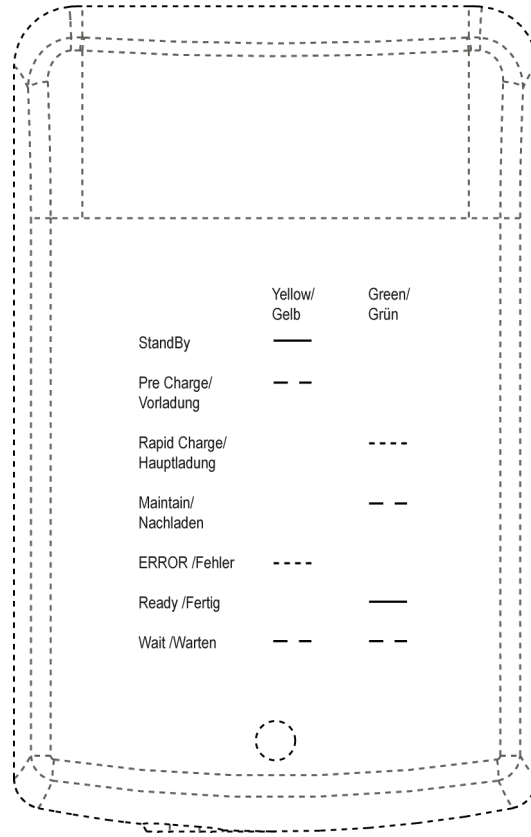 Yellow/ Green/
Gelb Grün
StandBy
Pre Charge/
Vorladung
Rapid Charge/
Hauptladung
Maintain/
Nachladen
ERROR /Fehler
Ready /Fertig
Wait /Warten